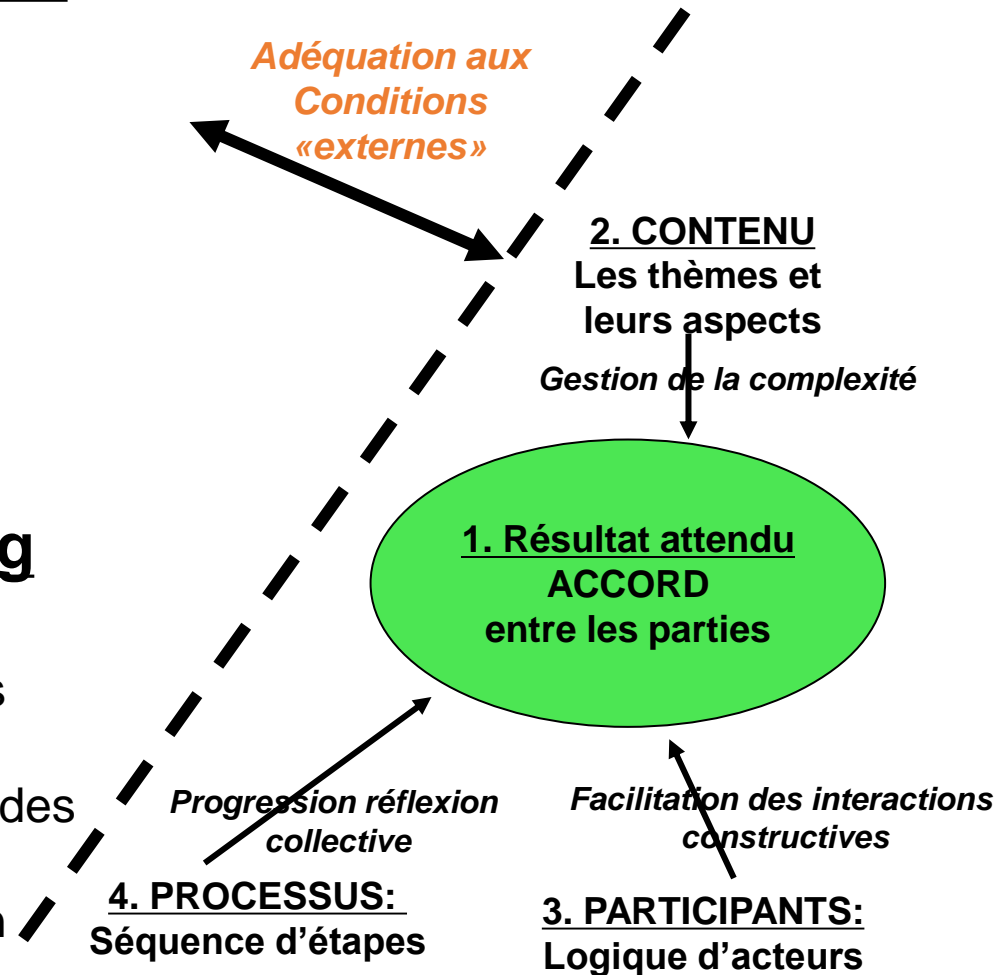 Adéquation aux
Conditions
«externes»
2. CONTENU
Les thèmes et
leurs aspects
Gestion de la complexité
1. Résultat attendu
ACCORD
entre les parties
g
s
des
n
Progression réflexion
collective
Facilitation des interactions
constructives
4. PROCESSUS:
Séquence d’étapes
3. PARTICIPANTS:
Logique d’acteurs